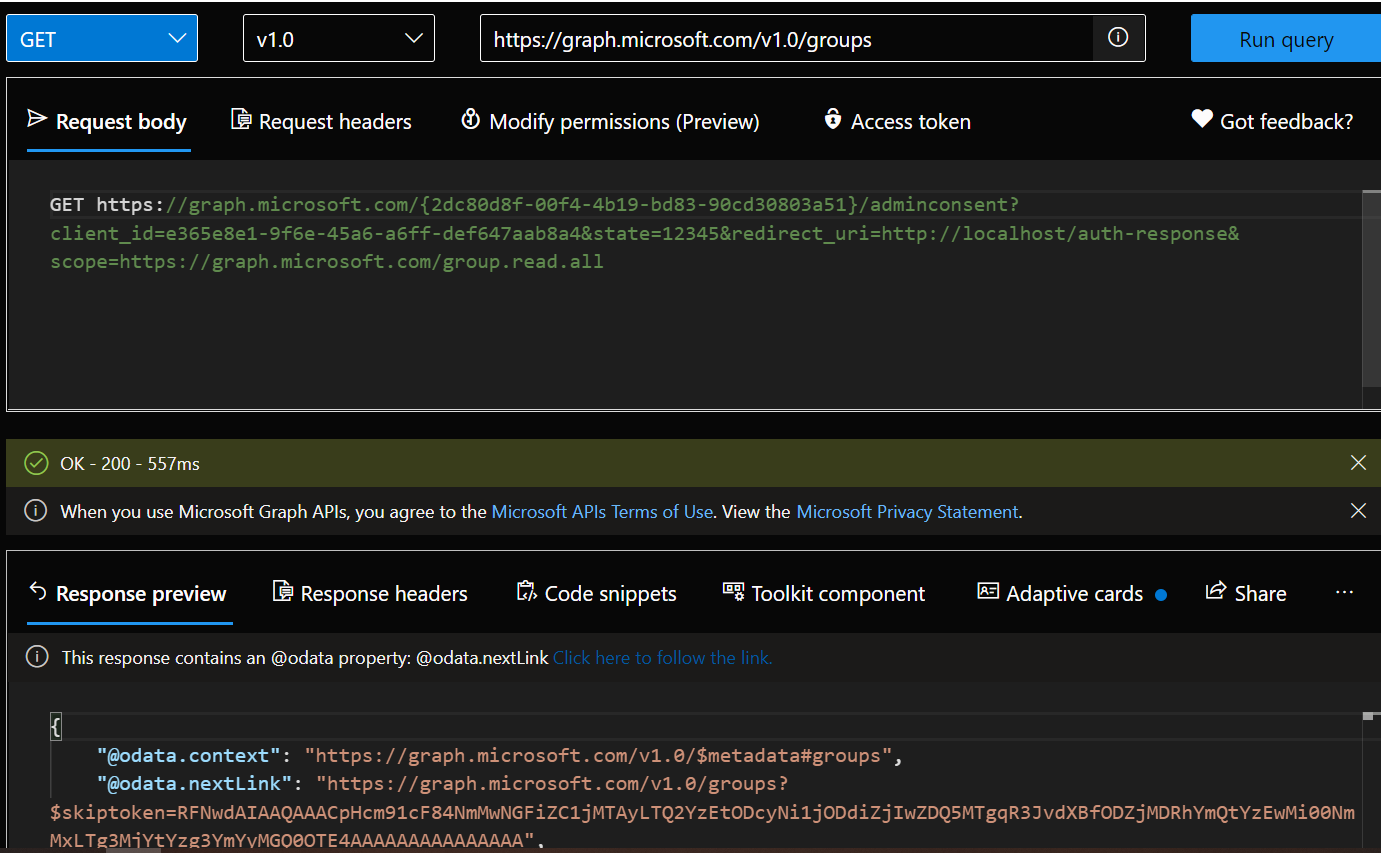 GET v1.0 https://graph.microsoft.com/v1.0/groups Run query
Request body Request headers Modify permissions (Preview) Access token Got feedback?
GET https://graph.microsoft.com/{2dc80d8f-00f4-4b19-bd83-90cd30803a51}/adminconsent?
client_id=e365e8e1-9f6e-45a6-a6ff-def647aab8a4&state=12345&redirect_uri=http://localhost/auth-response&
scope=https://graph.microsoft.com/group.read.all
OK - 200 - 557ms
When you use Microsoft Graph APIs, you agree to the Microsoft APIs Terms of Use. View the Microsoft Privacy Statement.
Response preview Response headers Code snippets Toolkit component Adaptive cards Share ...
This response contains an @odata property: @odata.nextLink Click here to follow the link.
{
"@odata.context": "https://graph.microsoft.com/v1.0/$metadata#groups",
"@odata.nextLink": "https://graph.microsoft.com/v1.0/groups?
$skiptoken=RFNwdAIAAQAAACpHcm91cF84NmMwNGFiZC1jMTAyLTQ2YzEtODcyNi1jODdiZjIwZDQ5MTgqR3JvdXBfODZjMDRhYmQtYzEwMi00Nm
MxLTg3MjYtYzg3YmYyMGQ0OTE4AAAAAAAAAAAAAAA",